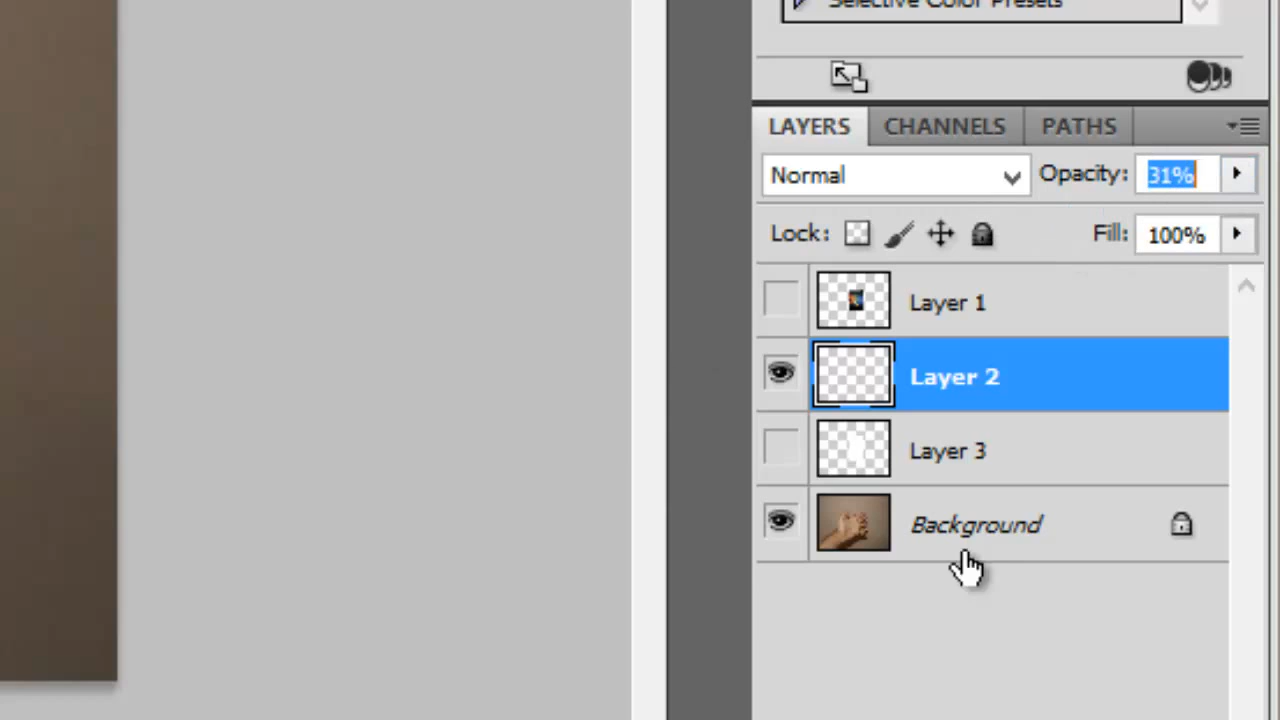 Selective Color Presets
LAYERS CHANNELS PATHS
Normal Opacity: 31%
Lock: Fill: 100%
Layer 1
Layer 2
Layer 3
Background